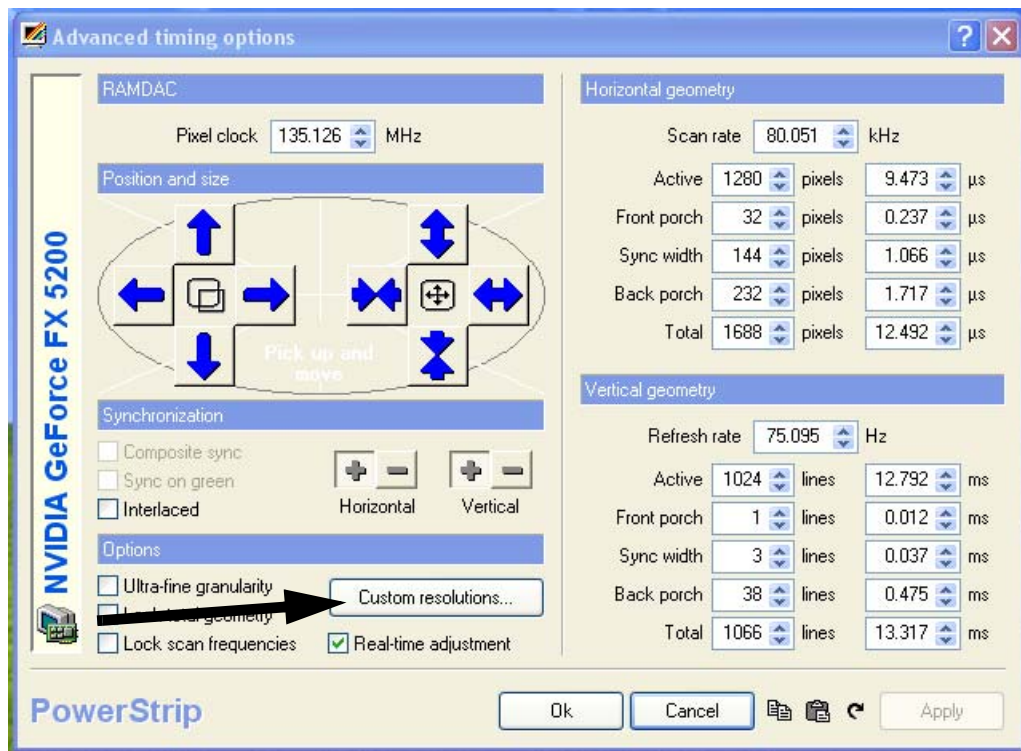 Advanced timing options
NVIDIA GeForce FX 5200
RAMDAC
Pixel clock 135.126 MHz
Position and size
Pick up and
move
Synchronization
Composite sync
Sync on green
Interlaced
+ − + −
Horizontal Vertical
Options
Ultra-fine granularity
geometry
Lock scan frequencies
Custom resolutions...
Real-time adjustment
Horizontal geometry
Scan rate 80.051 kHz
Active 1280 pixels 9.473 µs
Front porch 32 pixels 0.237 µs
Sync width 144 pixels 1.066 µs
Back porch 232 pixels 1.717 µs
Total 1688 pixels 12.492 µs
Vertical geometry
Refresh rate 75.095 Hz
Active 1024 lines 12.792 ms
Front porch 1 lines 0.012 ms
Sync width 3 lines 0.037 ms
Back porch 38 lines 0.475 ms
Total 1066 lines 13.317 ms
PowerStrip
Ok Cancel Apply